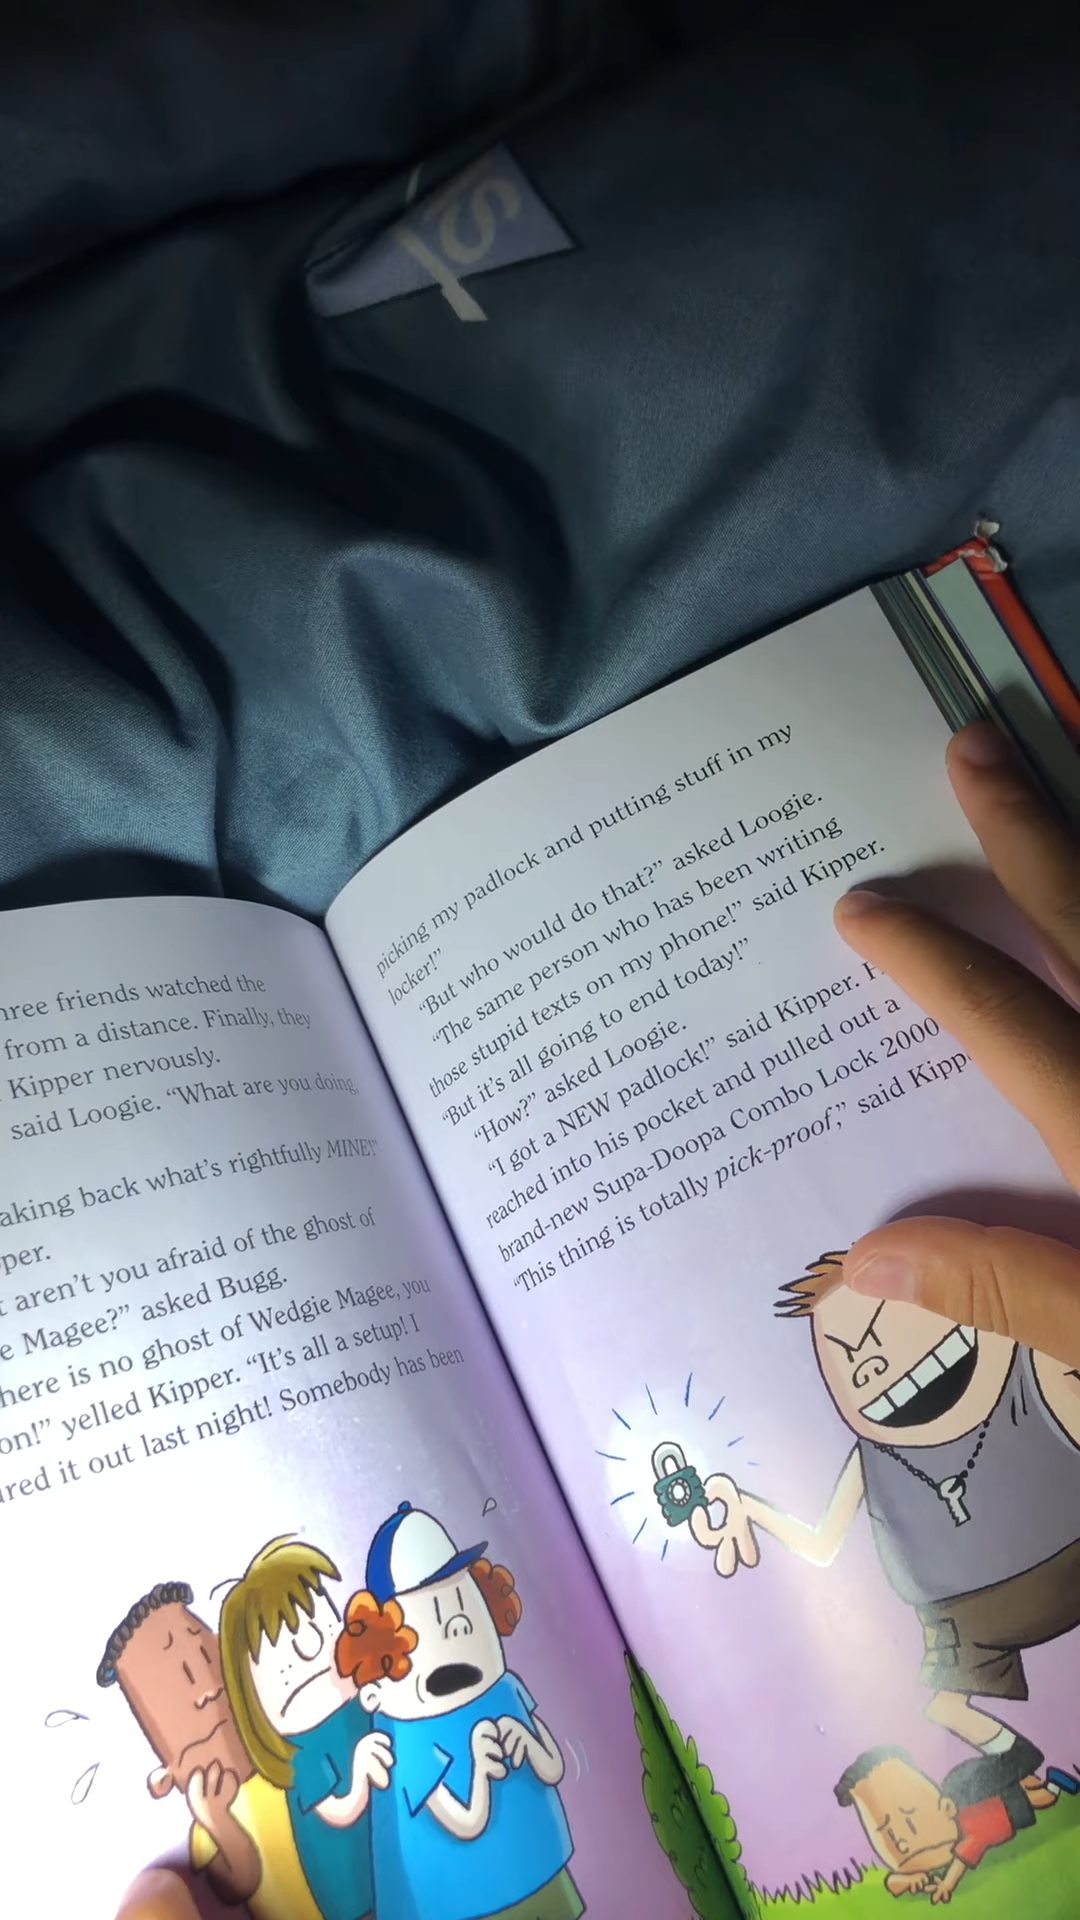 friends watched the
from a distance. Finally, they
Kipper nervously.
said Loogie. “What are you doing,
back what’s rightfully MINE!”
aren’t you afraid of the ghost of
Magee?” asked Bugg.
is no ghost of Wedgie Magee, you
yelled Kipper. “It’s all a setup! I
it out last night! Somebody has been
picking my padlock and putting stuff in my
locker!”
“But who would do that?” asked Loogie.
“The same person who has been writing
those stupid texts on my phone!” said Kipper.
“But it’s all going to end today!”
“How?” asked Loogie.
“I got a NEW padlock!” said Kipper.
reached into his pocket and pulled out a
brand-new Supa-Doopa Combo Lock 2000
“This thing is totally pick-proof,” said